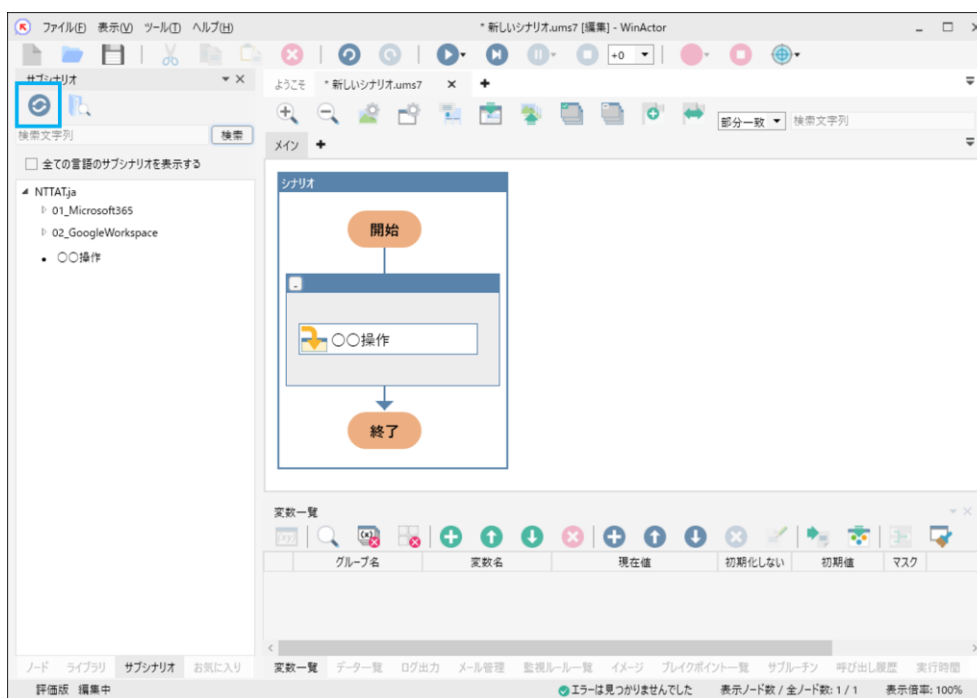 ファイル(F) 表示(V) ツール(T) ヘルプ(H)
* 新しいシナリオ.ums7 [編集] - WinActor
+0
サブシナリオ
ようこそ * 新しいシナリオ.ums7
検索文字列 検索
部分一致 検索文字列
メイン
全ての言語のサブシナリオを表示する
NTTAT.ja
01_Microsoft365
02_GoogleWorkspace
〇〇操作
シナリオ
開始
〇〇操作
終了
変数一覧
グループ名 変数名 現在値 初期化しない 初期値 マスク
ノード ライブラリ サブシナリオ お気に入り
変数一覧 データ一覧 ログ出力 メール管理 監視ルール一覧 イメージ ブレイクポイント一覧 サブルーチン 呼び出し履歴 実行時間
評価版 編集中
エラーは見つかりませんでした 表示ノード数 / 全ノード数: 1 / 1 表示倍率: 100%